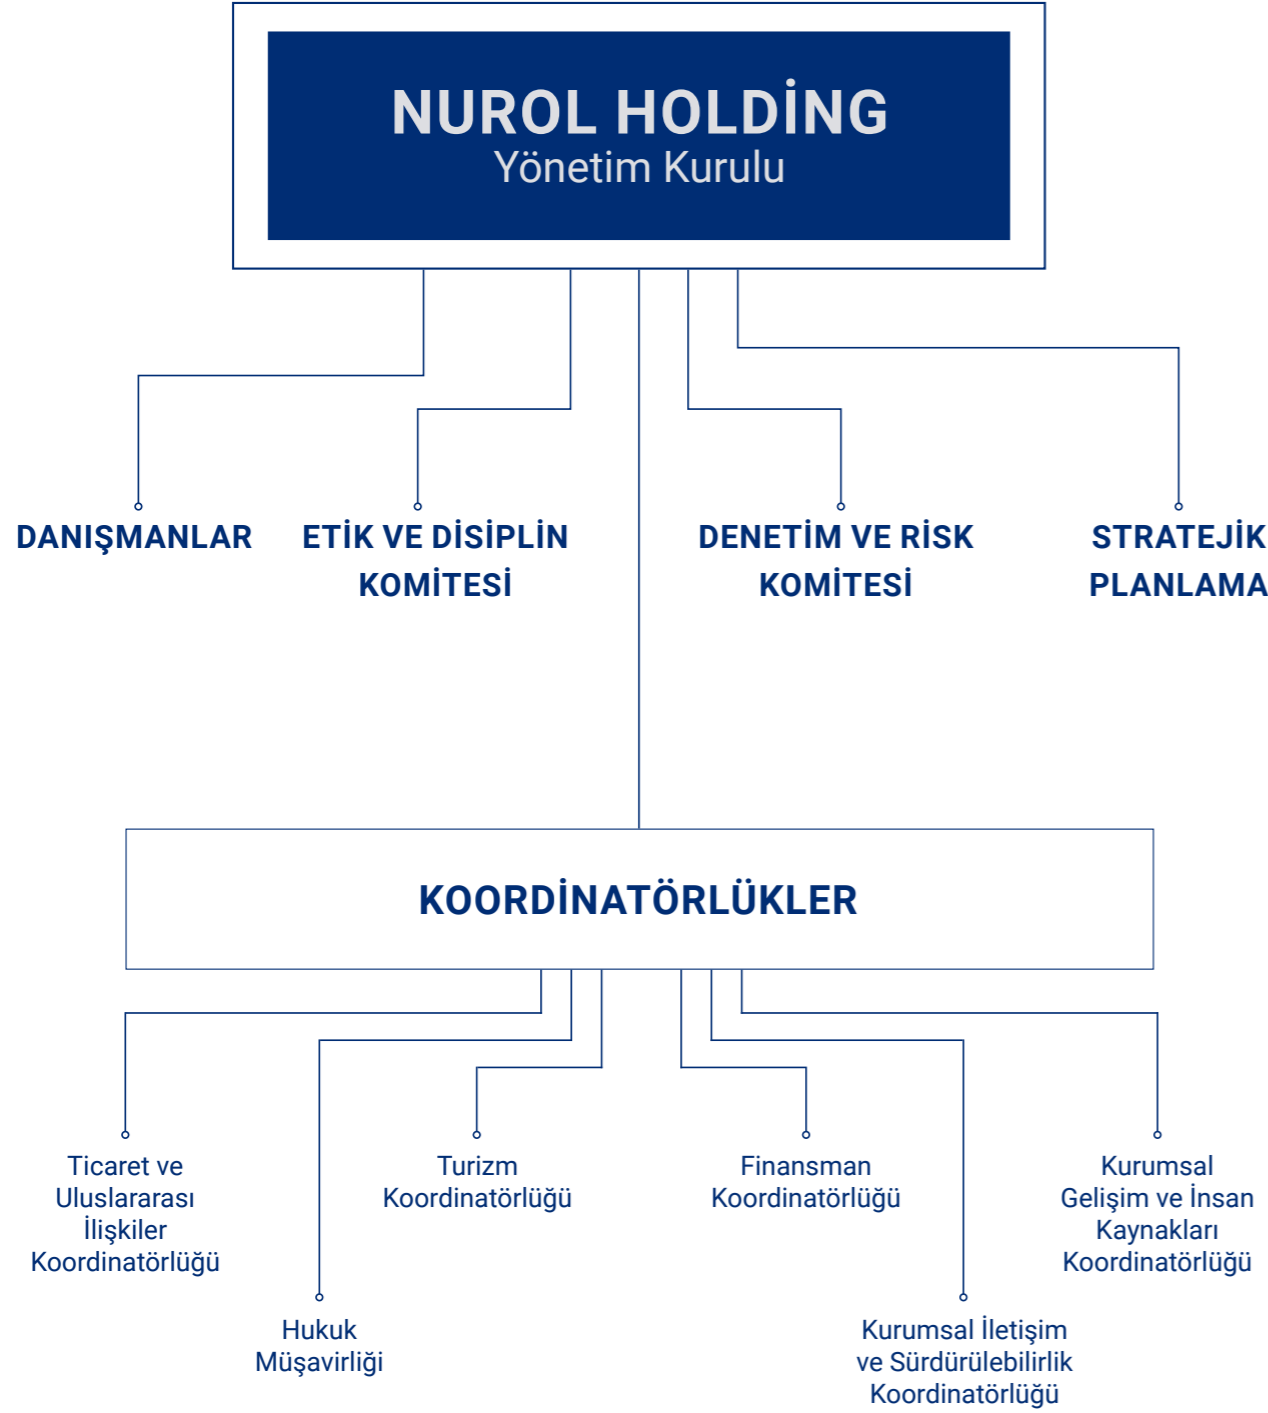 NUROL HOLDİNG
Yönetim Kurulu
DANIŞMANLAR
ETİK VE DİSİPLİN
KOMİTESİ
DENETİM VE RİSK
KOMİTESİ
STRATEJİK
PLANLAMA
KOORDİNATÖRLÜKLER
Ticaret ve
Uluslararası
İlişkiler
Koordinatörlüğü
Hukuk
Müşavirliği
Turizm
Koordinatörlüğü
Finansman
Koordinatörlüğü
Kurumsal İletişim
ve Sürdürülebilirlik
Koordinatörlüğü
Kurumsal
Gelişim ve İnsan
Kaynakları
Koordinatörlüğü